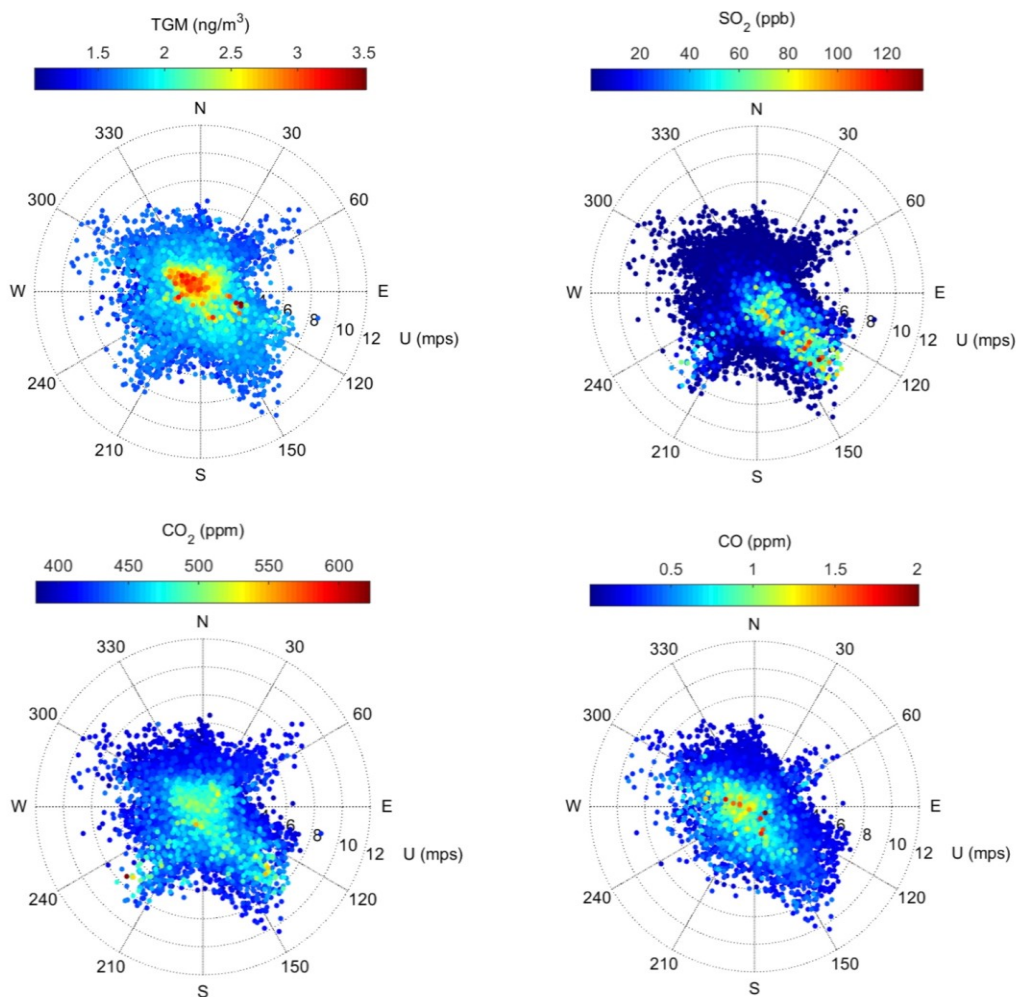 TGM (ng/m³)
1.5 2 2.5 3 3.5
N
330 30
300 60
W E
6 8 10 12 U (mps)
240 120
210 150
S
SO₂ (ppb)
20 40 60 80 100 120
N
330 30
300 60
W E
6 8 10 12 U (mps)
240 120
210 150
S
CO₂ (ppm)
400 450 500 550 600
N
330 30
300 60
W E
6 8 10 12 U (mps)
240 120
210 150
S
CO (ppm)
0.5 1 1.5 2
N
330 30
300 60
W E
6 8 10 12 U (mps)
240 120
210 150
S